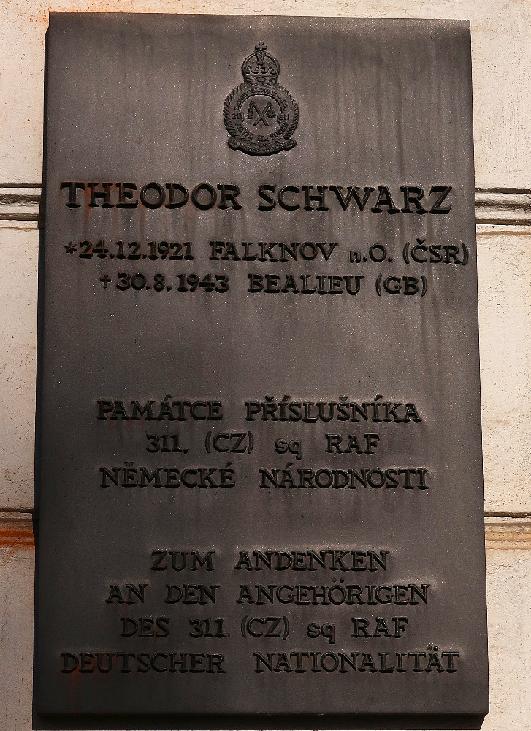 THEODOR SCHWARZ
*24.12.1921 FALKNOV n.O. (ČSR)
†30.8.1943 BEALIEU (GB)
PAMÁTCE PŘÍSLUŠNÍKA
311. (CZ) sq RAF
NĚMECKÉ NÁRODNOSTI
ZUM ANDENKEN
AN DEN ANGEHÖRIGEN
DES 311. (CZ) sq RAF
DEUTSCHER NATIONALITÄT